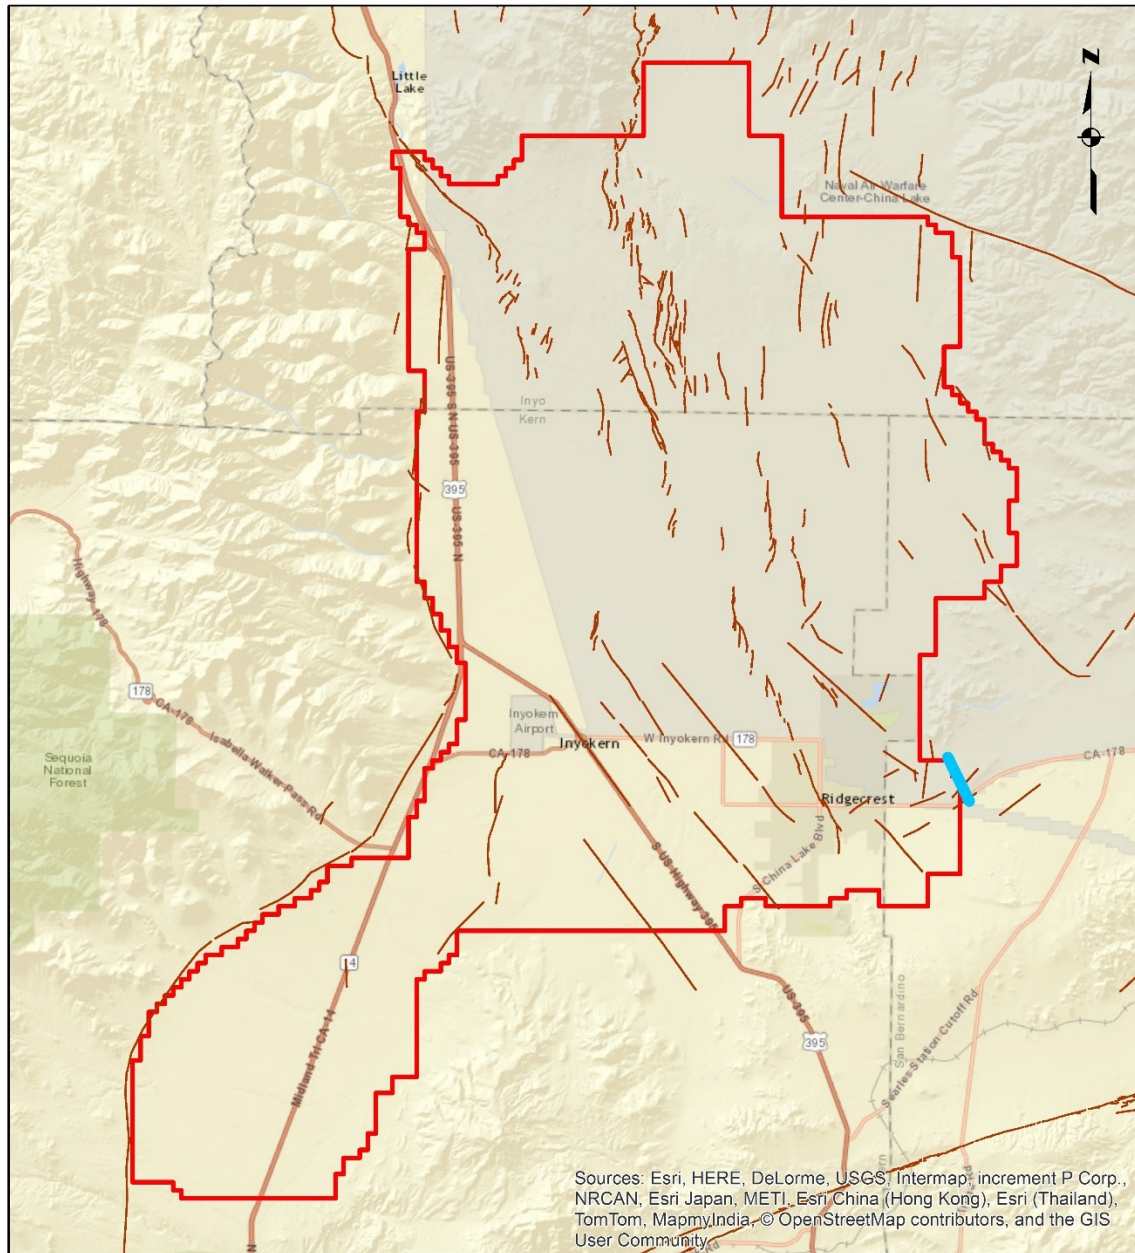 Little
Lake
N
Naval Air Warfare
Center-China Lake
US-395 S N US-395
Inyo
Kern
395
US-395 N
Highway 178
178
CA-178
Isabella Walker Pass Rd
Sequoia
National
Forest
Inyokern
Airport
Inyokern
CA-178
W Inyokern Rd
178
CA-178
Ridgecrest
S China Lake Blvd
S US Highway 395
14
Midland Trl CA-14
US-395
395
San Bernardino
Kern
Searles Station Cutoff Rd
N
Rd
Sources: Esri, HERE, DeLorme, USGS, Intermap, increment P Corp.,
NRCAN, Esri Japan, METI, Esri China (Hong Kong), Esri (Thailand),
TomTom, MapmyIndia, © OpenStreetMap contributors, and the GIS
User Community